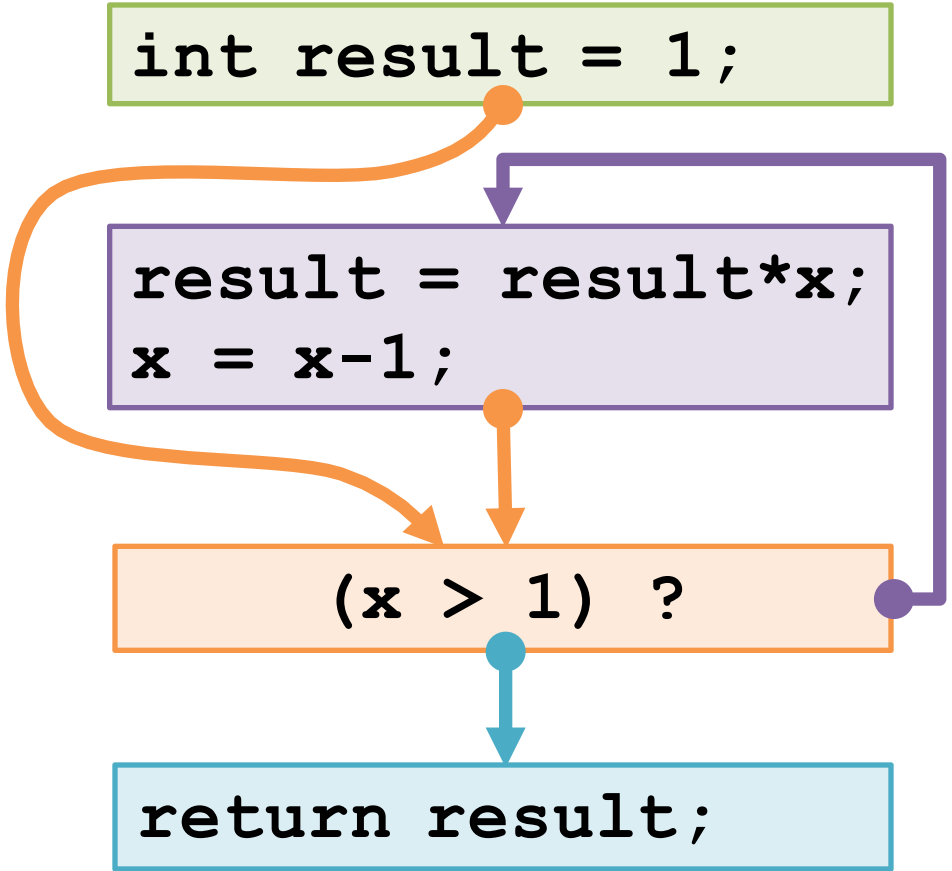 int result = 1;
result = result*x;
x = x-1;
(x > 1) ?
return result;